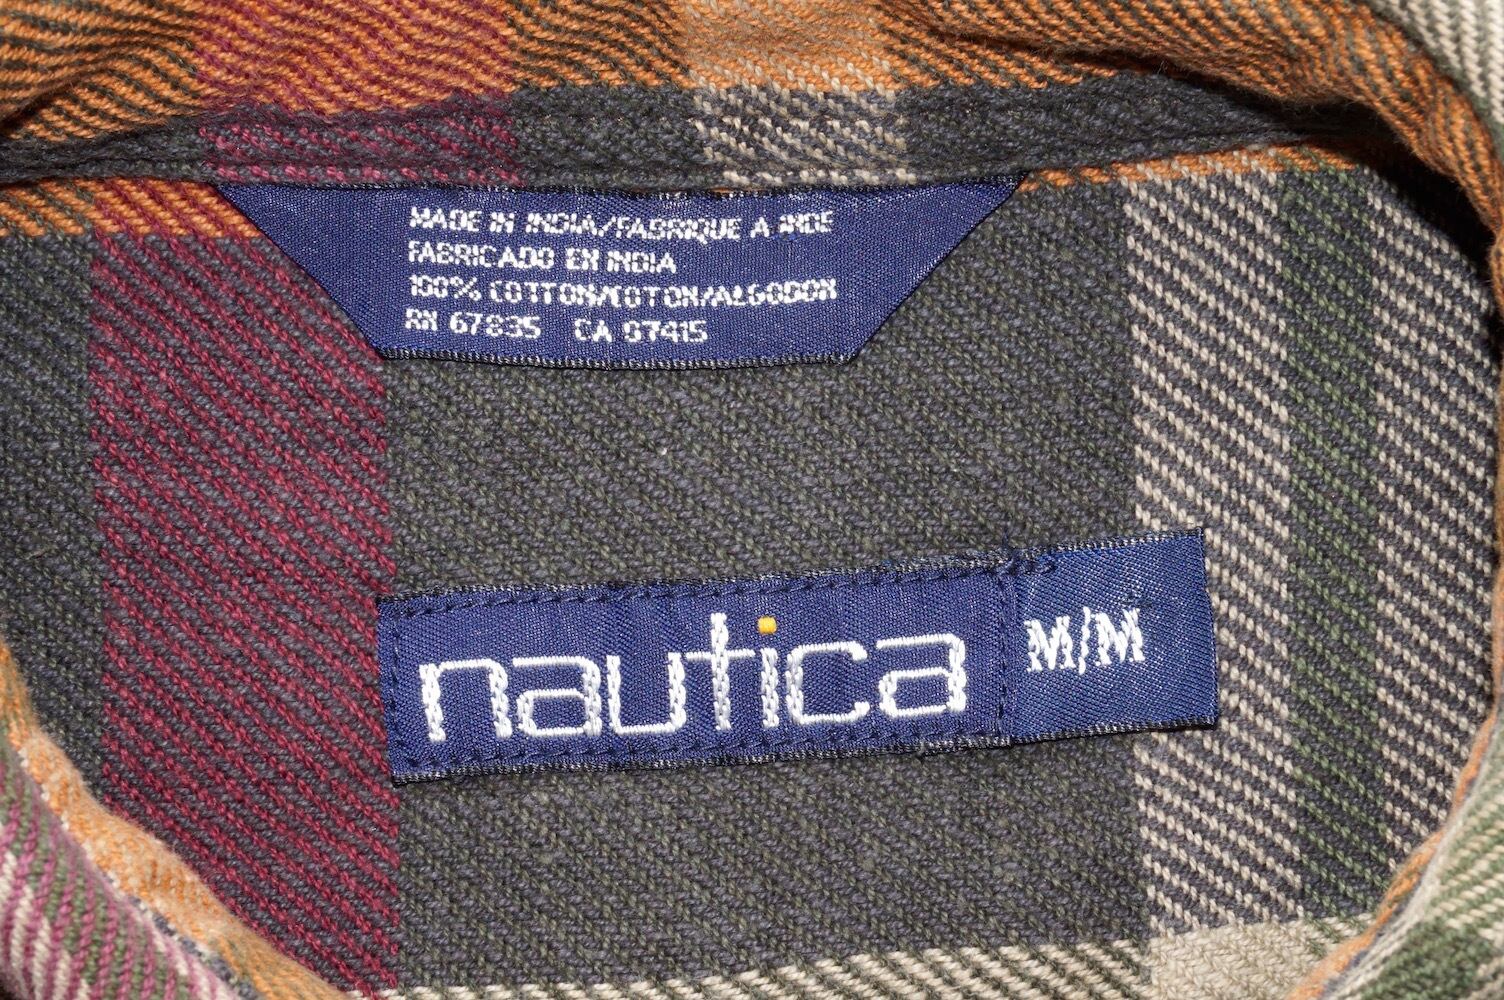 MADE IN INDIA/FABRIQUE A INDE
FABRICADO EN INDIA
100% COTTON/COTON/ALGODON
RN 67835 CA 07415
nautica M/M